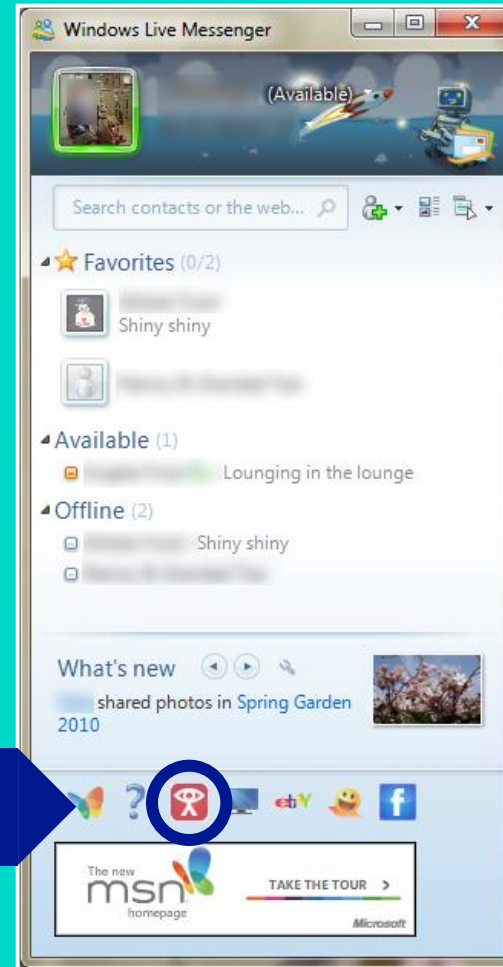 Windows Live Messenger
(Available)
Search contacts or the web...
Favorites (0/2)
Shiny shiny
Available (1)
Lounging in the lounge
Offline (2)
Shiny shiny
What's new
shared photos in Spring Garden
2010
?
ebY
f
The new
msn
homepage
TAKE THE TOUR >
Microsoft